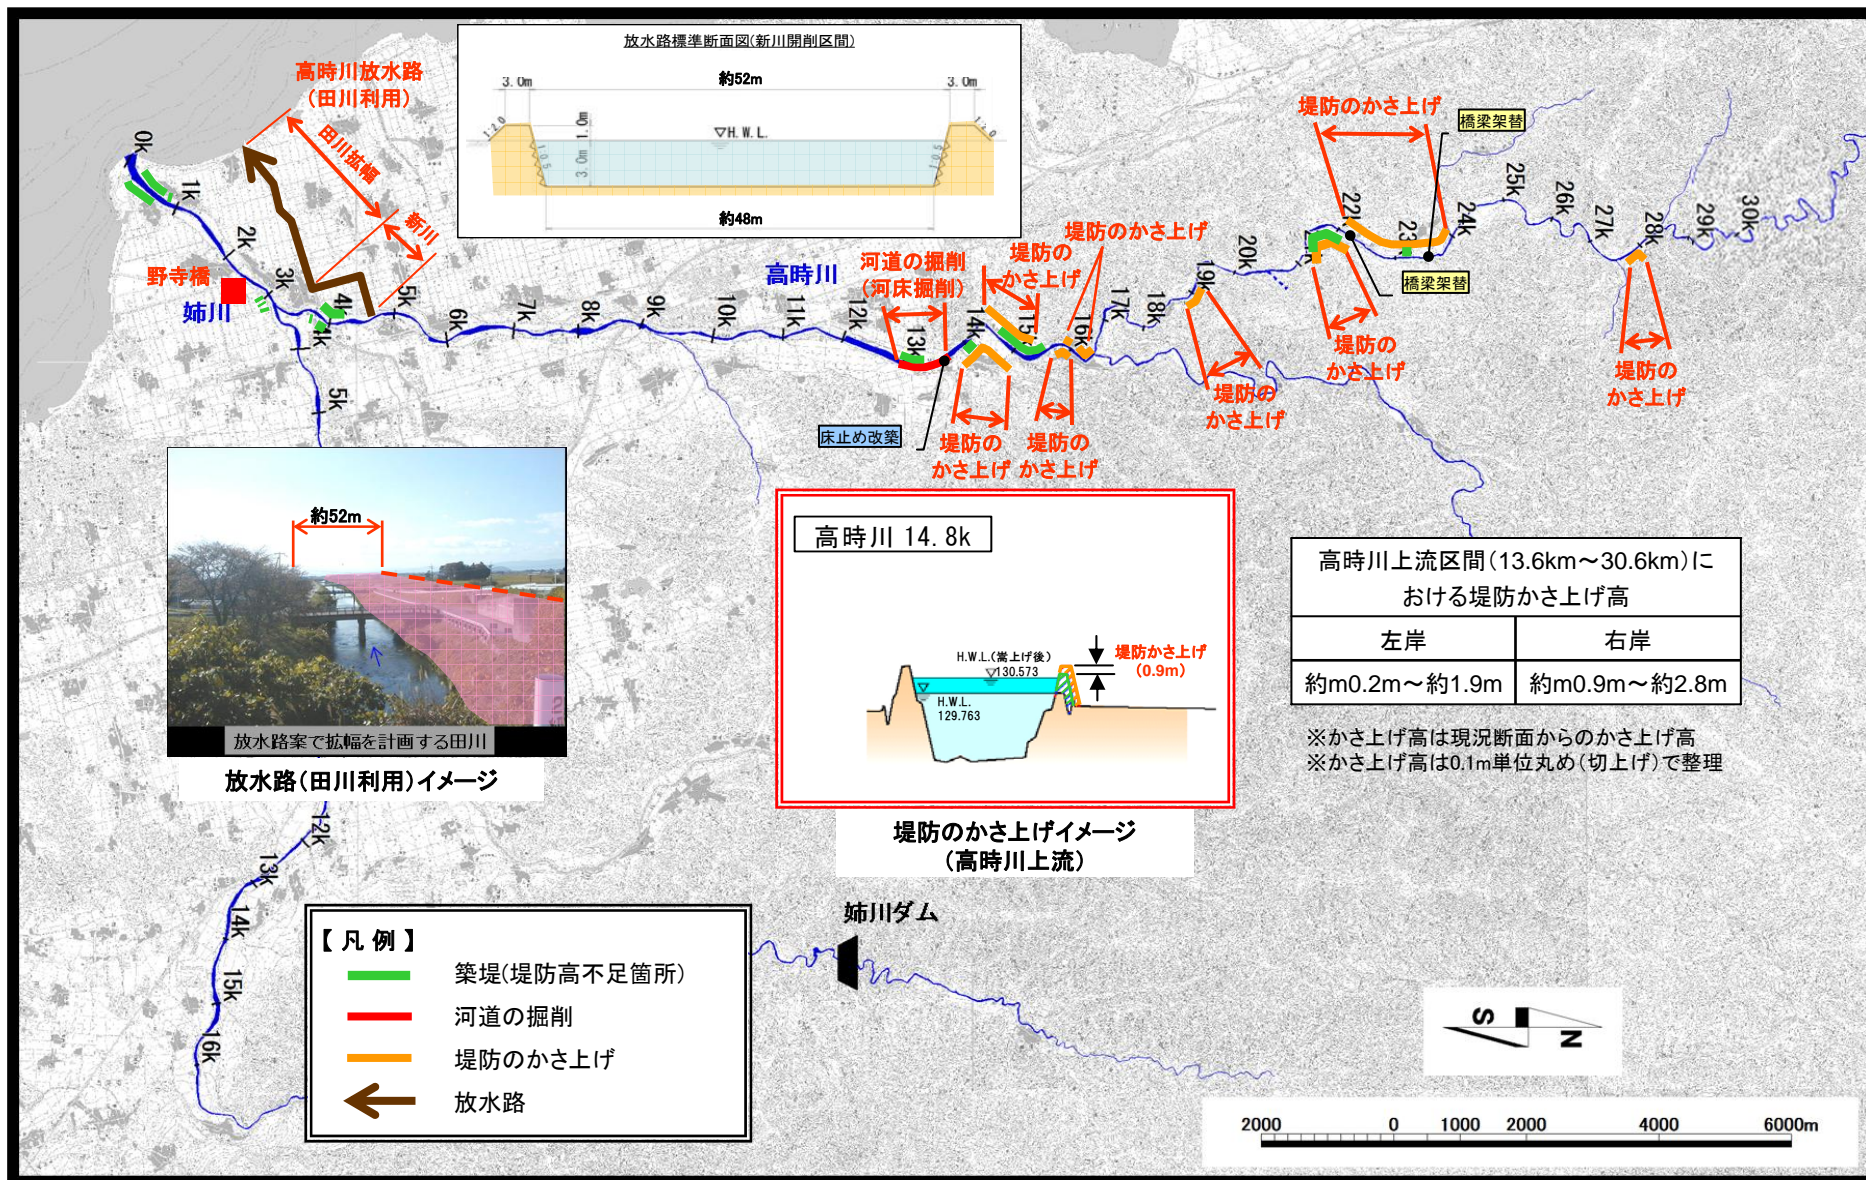 放水路標準断面図(新川開削区間)
3.0m
約52m
3.0m
1:2.0
1.0m
▽H.W.L.
1:2.0
1:0.5
3.0m
1:0.5
約48m
高時川放水路
(田川利用)
田川拡幅
新川
0k
1k
2k
3k
4k
4k
5k
5k
6k
7k
8k
9k
10k
11k
12k
13k
14k
15
16k
17k
18k
19k
20k
22k
23
24k
25k
26k
27k
28k
29k
30k
野寺橋
姉川
高時川
河道の掘削
(河床掘削)
堤防の
かさ上げ
堤防のかさ上げ
堤防のかさ上げ
橋梁架替
橋梁架替
床止め改築
堤防の
かさ上げ
堤防の
かさ上げ
堤防の
かさ上げ
堤防の
かさ上げ
堤防の
かさ上げ
約52m
放水路案で拡幅を計画する田川
放水路(田川利用)イメージ
高時川 14.8k
H.W.L.(嵩上げ後)
▽130.573
H.W.L.
129.763
堤防かさ上げ
(0.9m)
堤防のかさ上げイメージ
(高時川上流)
高時川上流区間(13.6km～30.6km)に
おける堤防かさ上げ高
左岸 右岸
約m0.2m～約1.9m 約m0.9m～約2.8m
※かさ上げ高は現況断面からのかさ上げ高
※かさ上げ高は0.1m単位丸め(切上げ)で整理
12k
13k
14k
15k
16k
姉川ダム
【 凡 例 】
築堤(堤防高不足箇所)
河道の掘削
堤防のかさ上げ
放水路
S
N
2000 0 1000 2000 4000 6000m